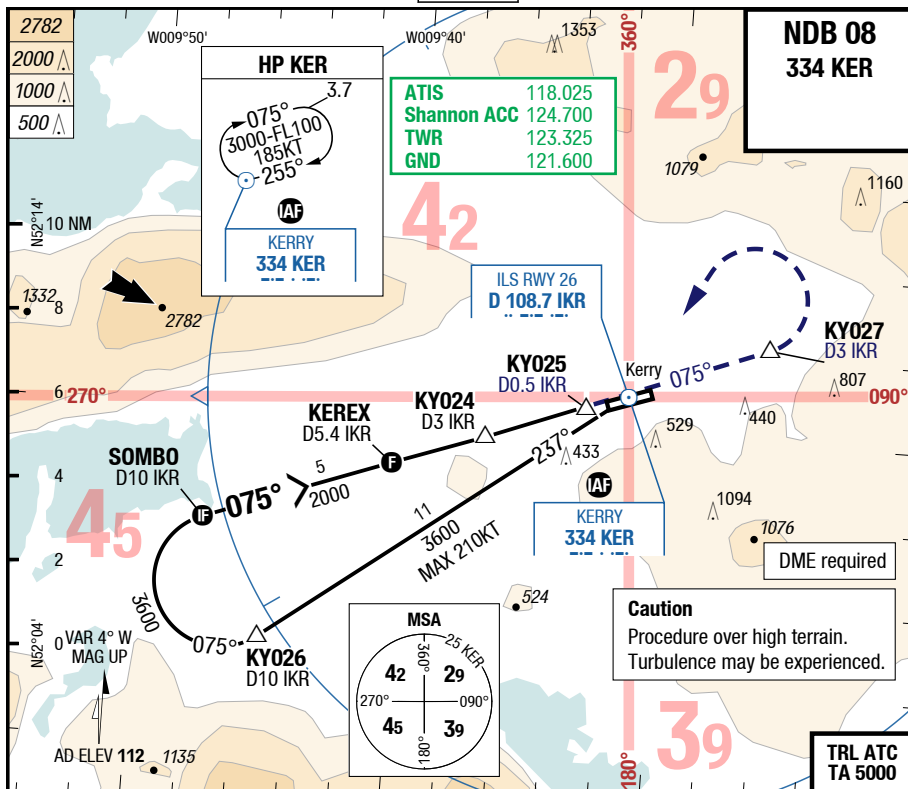 2782
2000
1000
500
W009°50'
W009°40'
1353
360°
NDB 08
334 KER
29
HP KER
3.7
075°
3000-FL100
185KT
255°
IAF
KERRY
334 KER
ATIS 118.025
Shannon ACC 124.700
TWR 123.325
GND 121.600
1079
1160
N52°14'
10 NM
42
ILS RWY 26
D 108.7 IKR
1332
8
2782
KY027
D3 IKR
KY025
D0.5 IKR
Kerry
075°
6
270°
090°
807
440
KY024
D3 IKR
KEREX
D5.4 IKR
F
529
433
237°
SOMBO
D10 IKR
IF
075°
5
2000
4
45
11
3600
MAX 210KT
IAF
KERRY
334 KER
1094
1076
DME required
2
3600
075°
KY026
D10 IKR
524
Caution
Procedure over high terrain.
Turbulence may be experienced.
N52°04'
0
VAR 4° W
MAG UP
MSA
25 KER
360°
42
29
270°
090°
45
39
180°
AD ELEV 112
1135
180°
39
TRL ATC
TA 5000